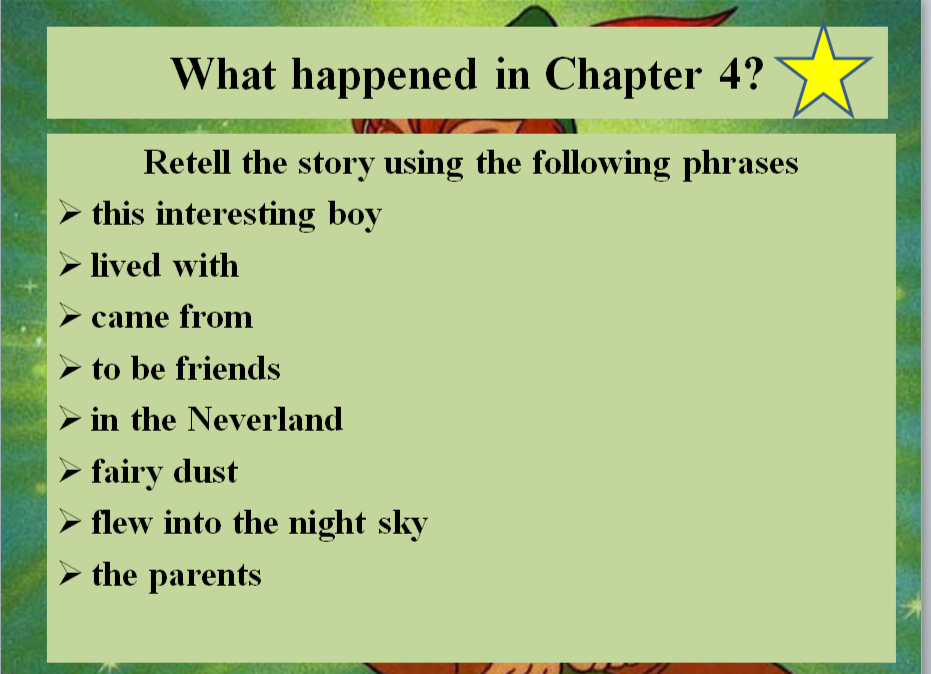 What happened in Chapter 4?
Retell the story using the following phrases
➢ this interesting boy
➢ lived with
➢ came from
➢ to be friends
➢ in the Neverland
➢ fairy dust
➢ flew into the night sky
➢ the parents